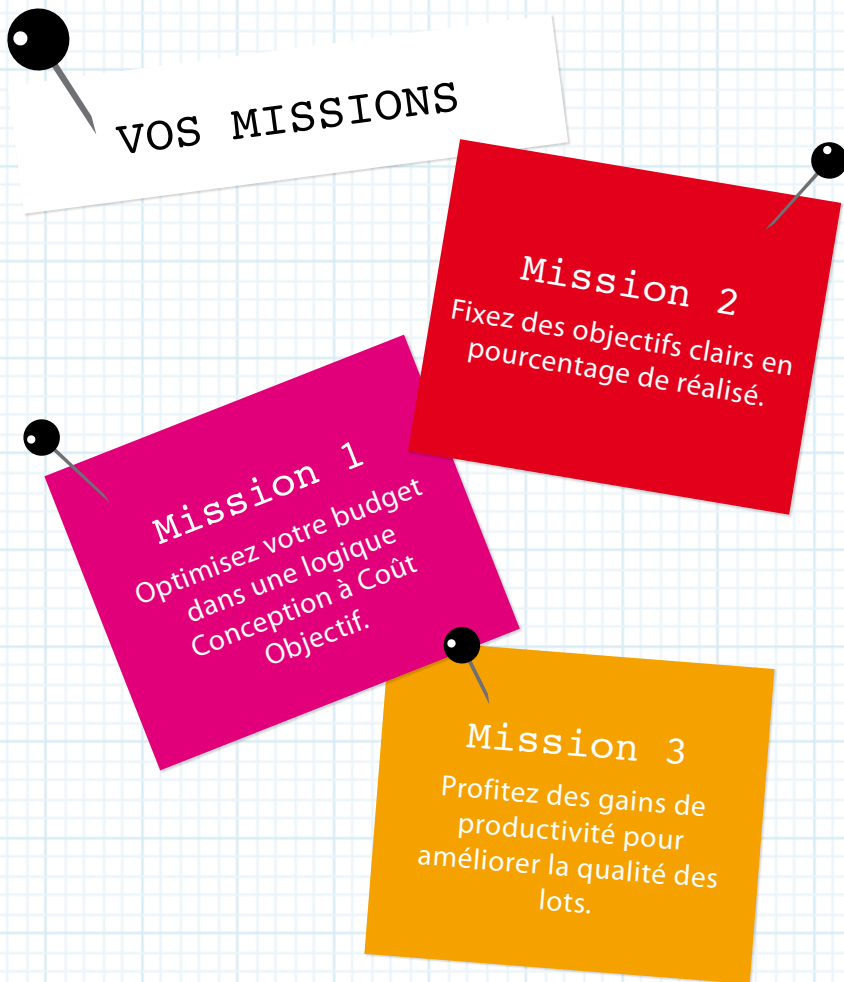 VOS MISSIONS
Mission 1
Optimisez votre budget
dans une logique
Conception à Coût
Objectif.
Mission 2
Fixez des objectifs clairs en
pourcentage de réalisé.
Mission 3
Profitez des gains de
productivité pour
améliorer la qualité des
lots.